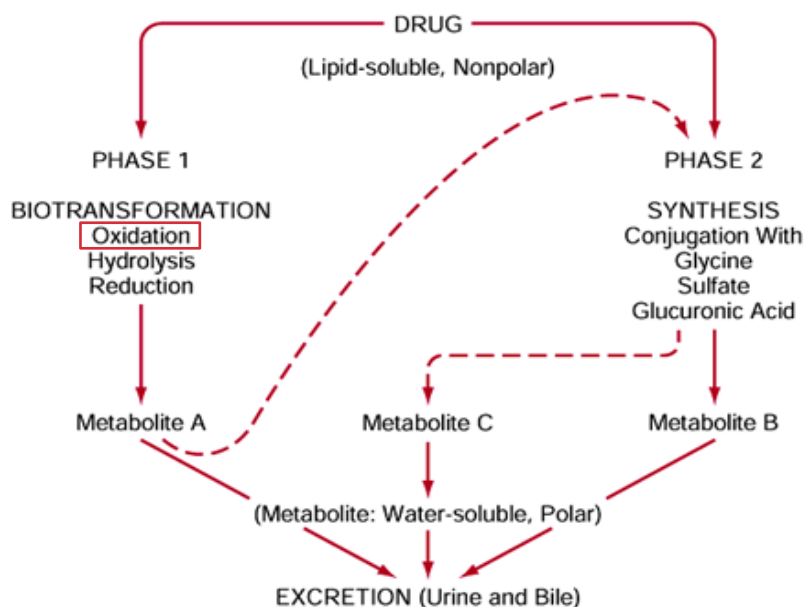 DRUG
(Lipid-soluble, Nonpolar)
PHASE 1
PHASE 2
BIOTRANSFORMATION
Oxidation
Hydrolysis
Reduction
SYNTHESIS
Conjugation With
Glycine
Sulfate
Glucuronic Acid
Metabolite A
Metabolite C
Metabolite B
(Metabolite: Water-soluble, Polar)
EXCRETION (Urine and Bile)